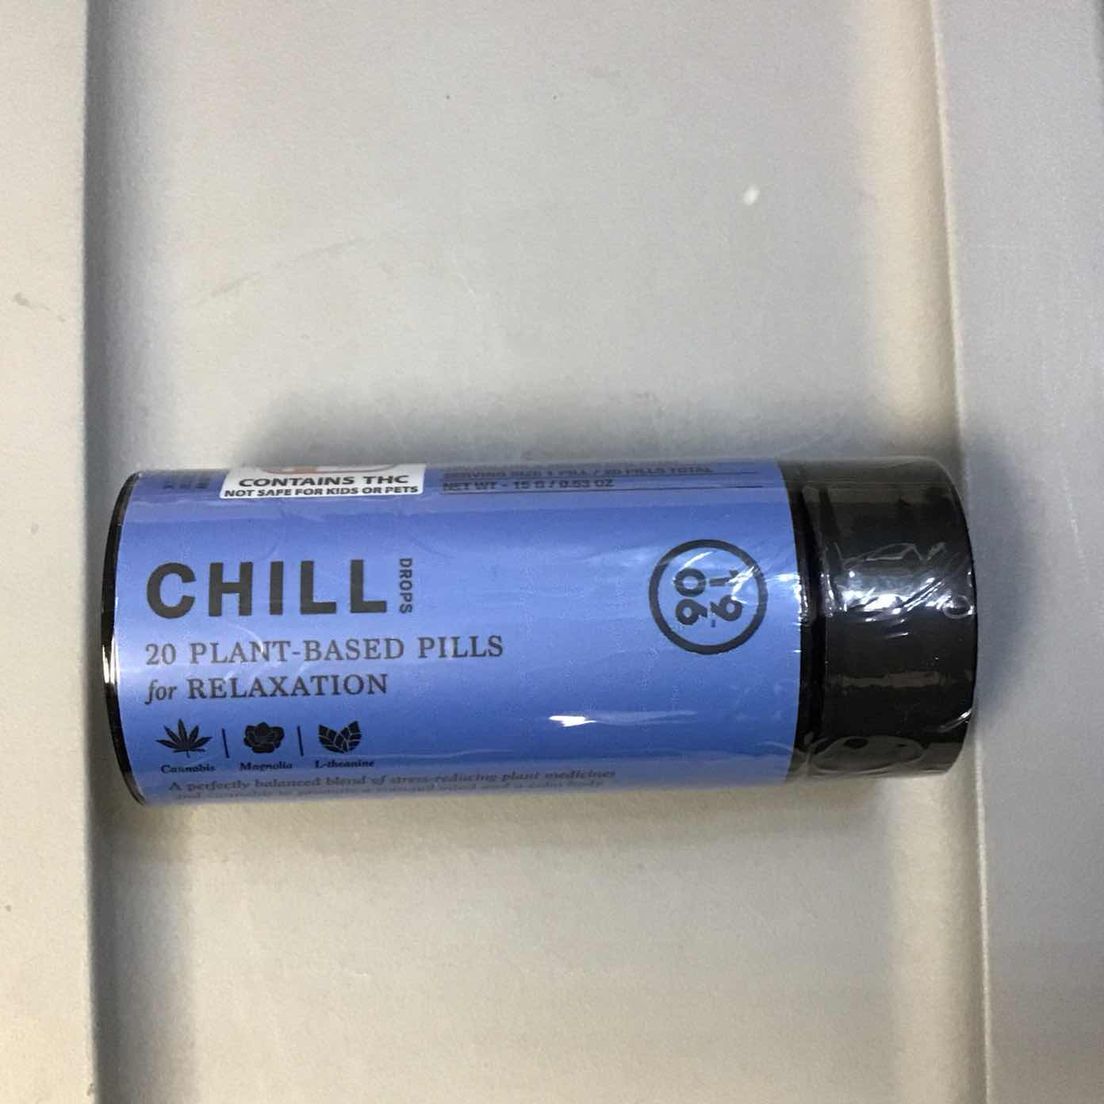 CONTAINS THC
NOT SAFE FOR KIDS OR PETS
SERVING SIZE 1 PILL / 20 PILLS TOTAL
NET WT - 15 G / 0.53 OZ
CHILL
DROPS
20 PLANT-BASED PILLS
for RELAXATION
19
06
Cannabis | Magnolia | L-theanine
A perfectly balanced blend of stress-reducing plant medicines